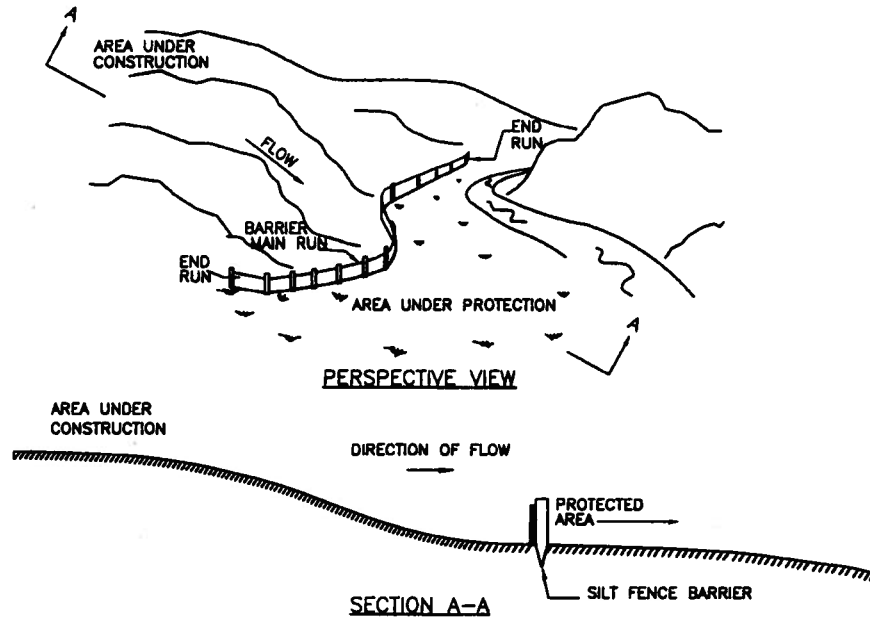 A
AREA UNDER
CONSTRUCTION
FLOW
END
RUN
BARRIER
MAIN RUN
END
RUN
AREA UNDER PROTECTION
A
PERSPECTIVE VIEW
AREA UNDER
CONSTRUCTION
DIRECTION OF FLOW
PROTECTED
AREA
SILT FENCE BARRIER
SECTION A-A